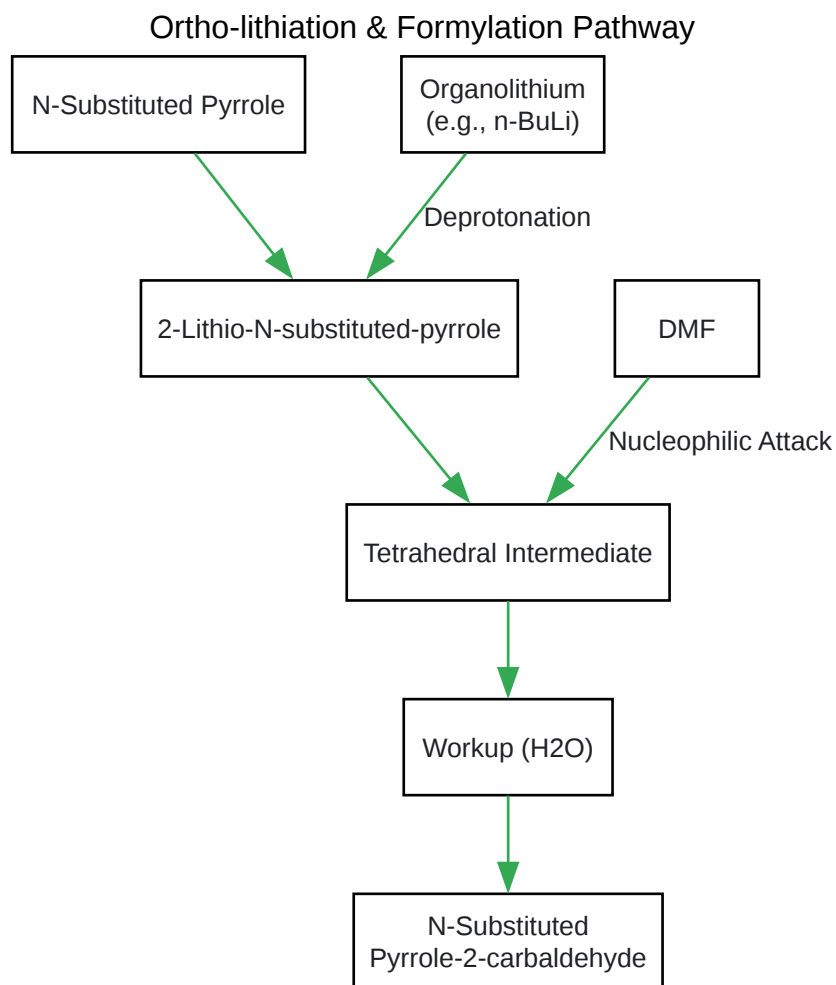 Ortho-lithiation & Formylation Pathway
N-Substituted Pyrrole
Organolithium
(e.g., n-BuLi)
Deprotonation
2-Lithio-N-substituted-pyrrole
DMF
Nucleophilic Attack
Tetrahedral Intermediate
Workup (H2O)
N-Substituted
Pyrrole-2-carbaldehyde